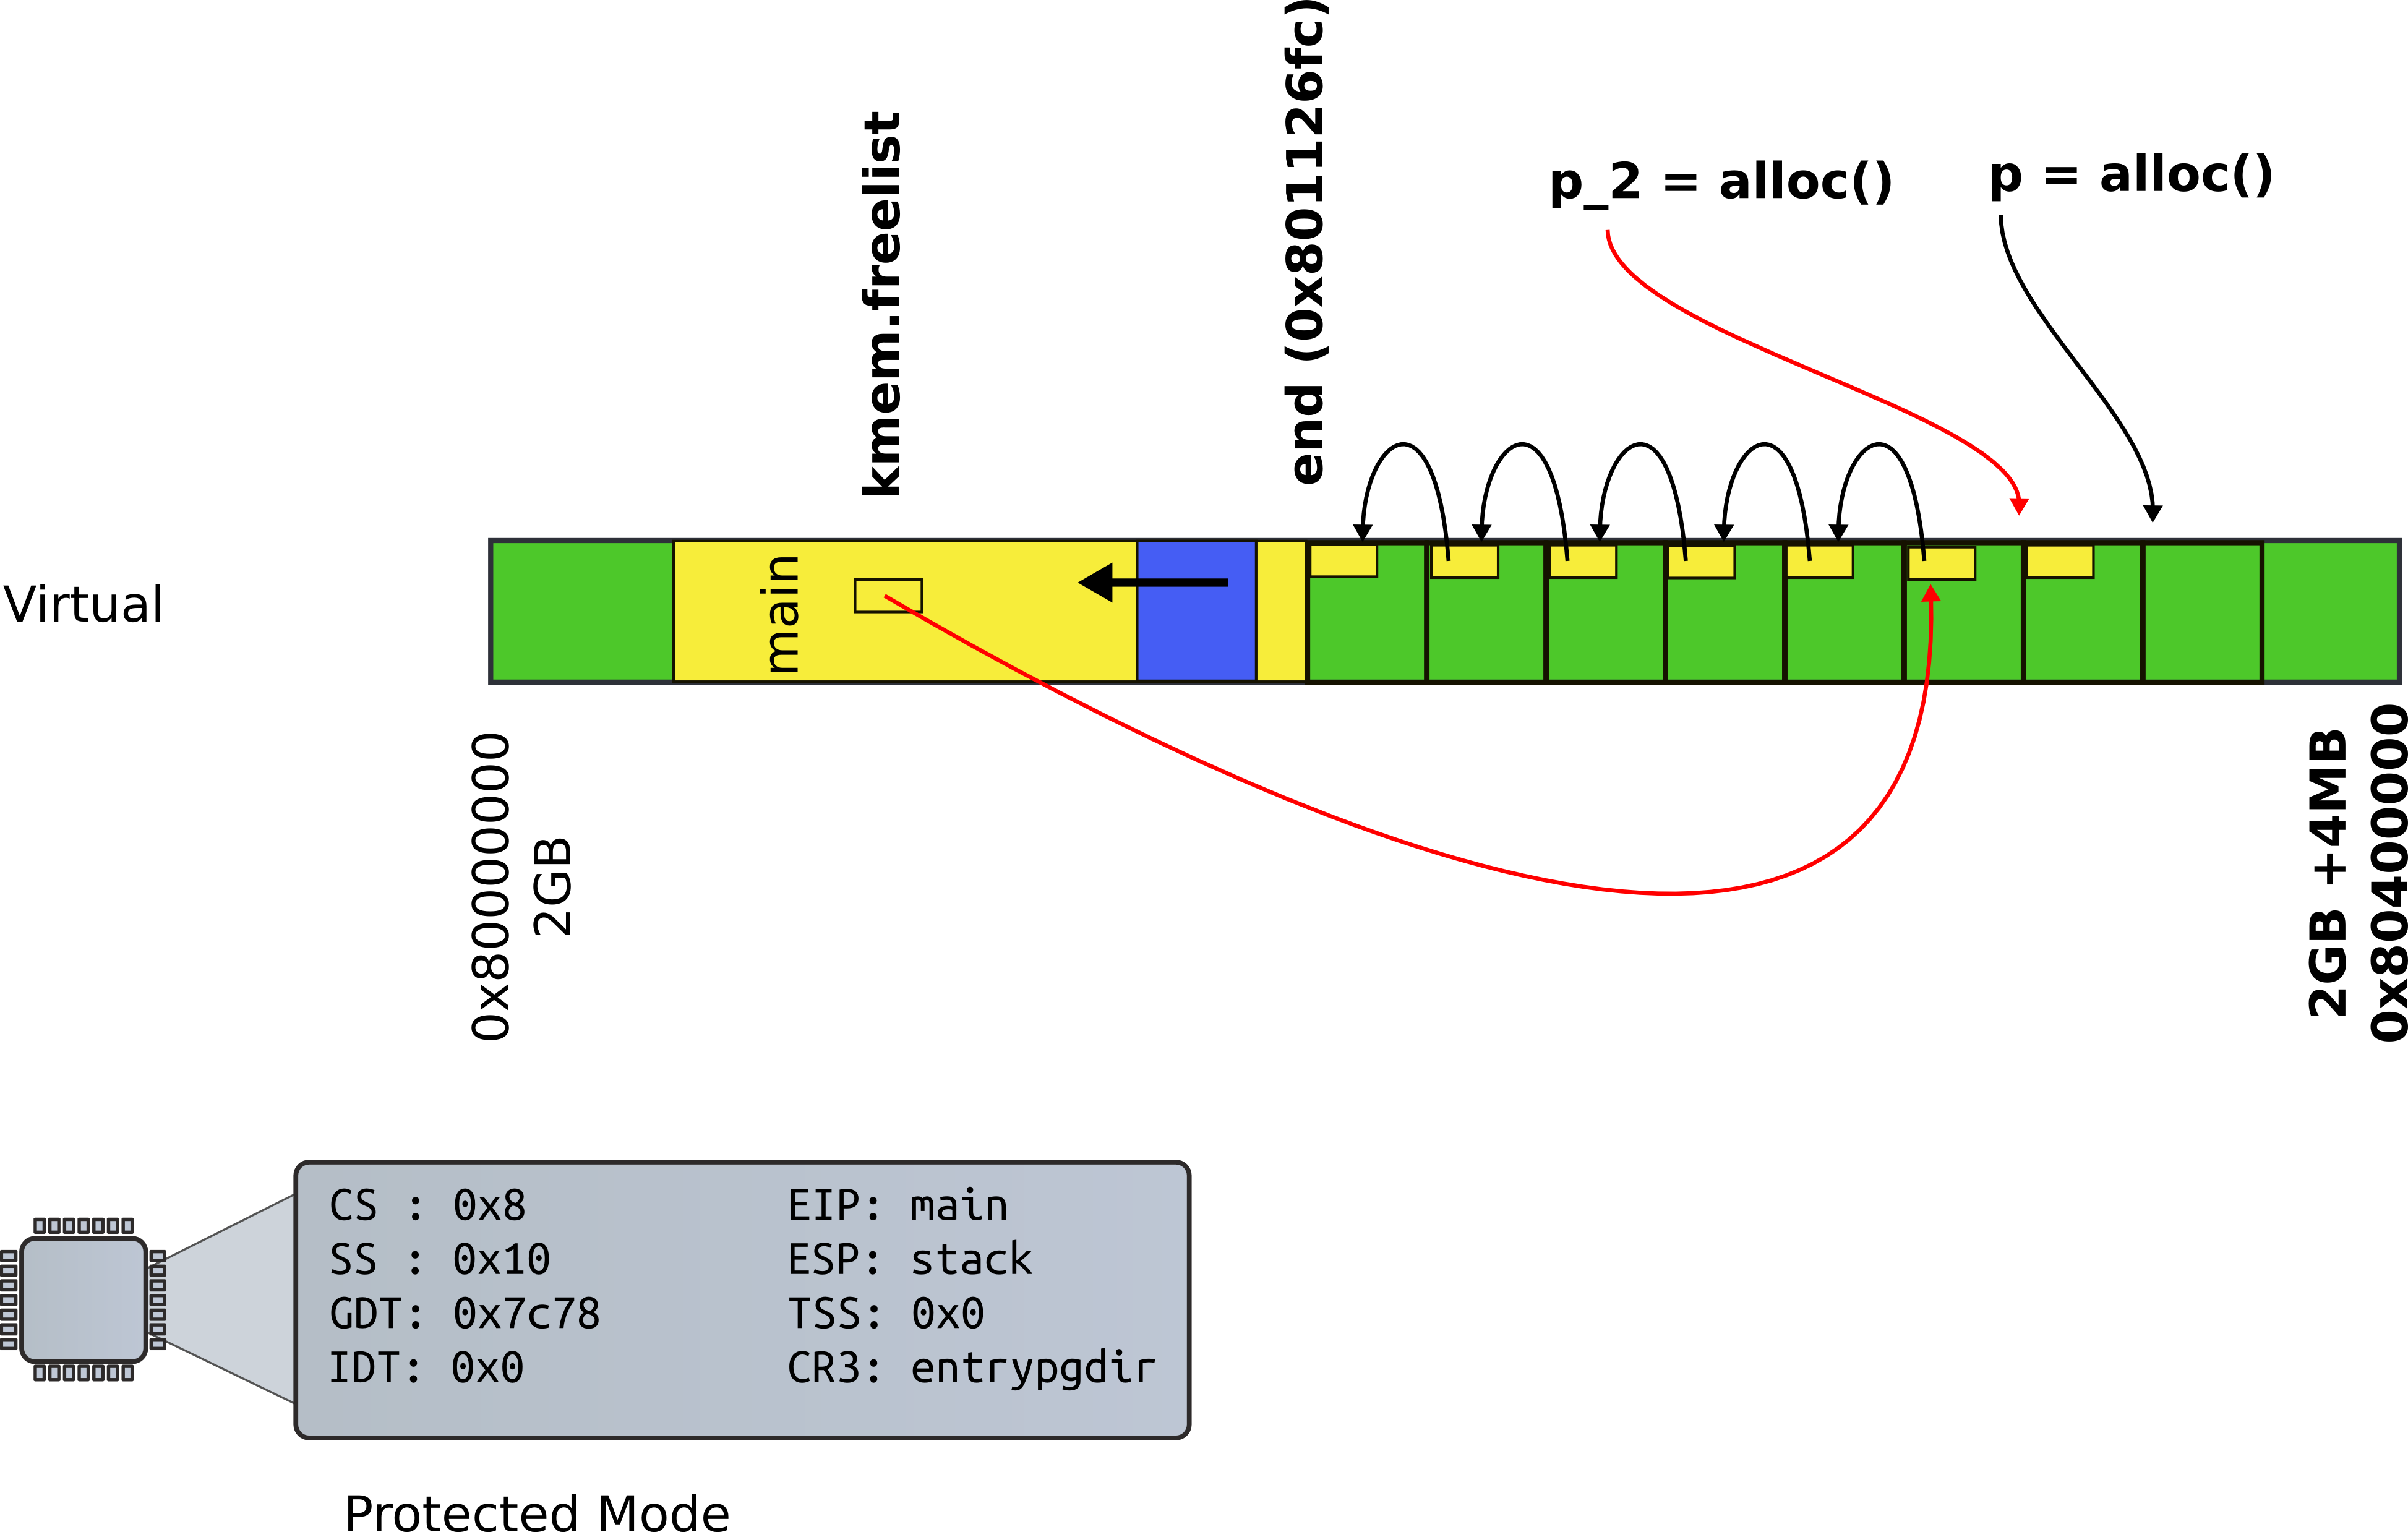 kmem.freelist
end (0x801126fc)
p_2 = alloc()
p = alloc()
Virtual
main
0x80000000
2GB
2GB +4MB
0x80400000
CS : 0x8
SS : 0x10
GDT: 0x7c78
IDT: 0x0
EIP: main
ESP: stack
TSS: 0x0
CR3: entrypgdir
Protected Mode